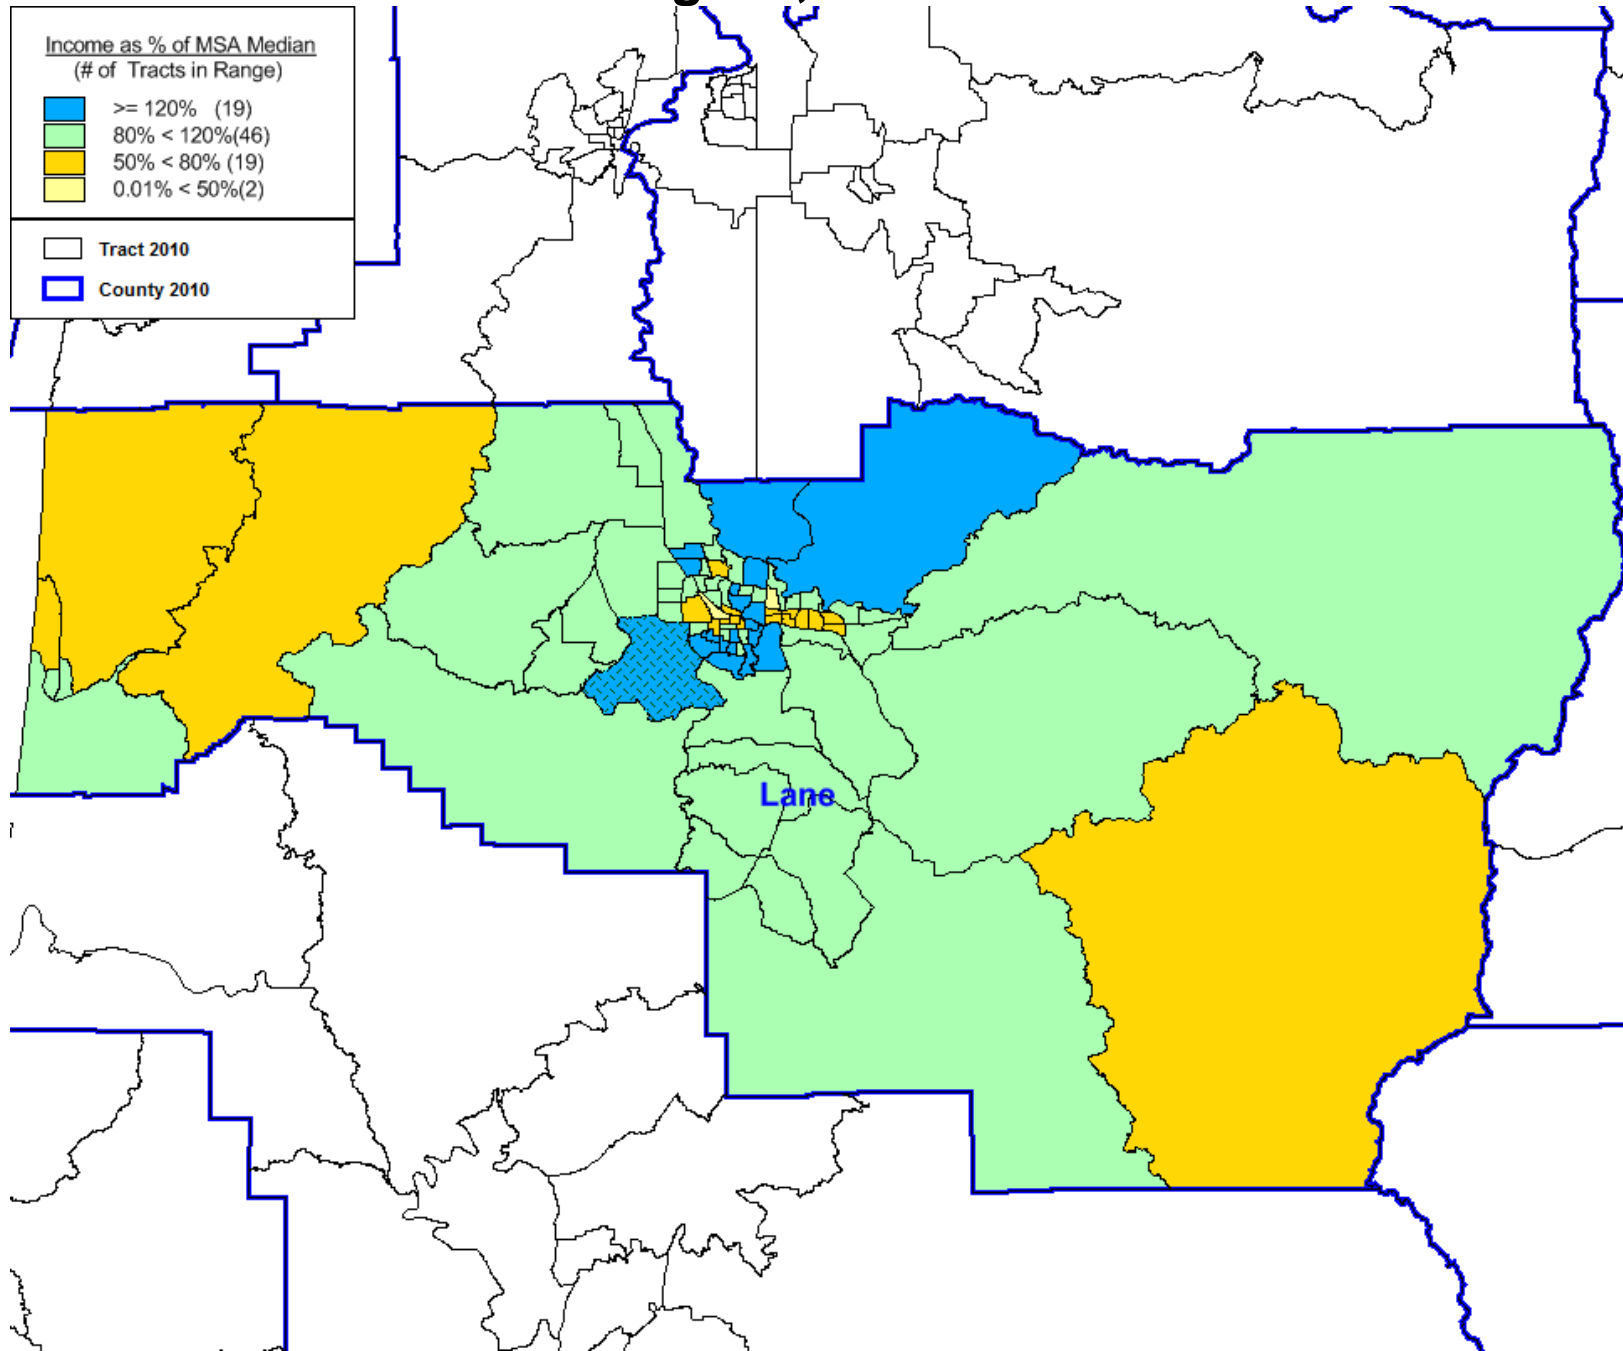 Income as % of MSA Median
(# of Tracts in Range)
>= 120% (19)
80% < 120%(46)
50% < 80% (19)
0.01% < 50%(2)
Tract 2010
County 2010
Lane